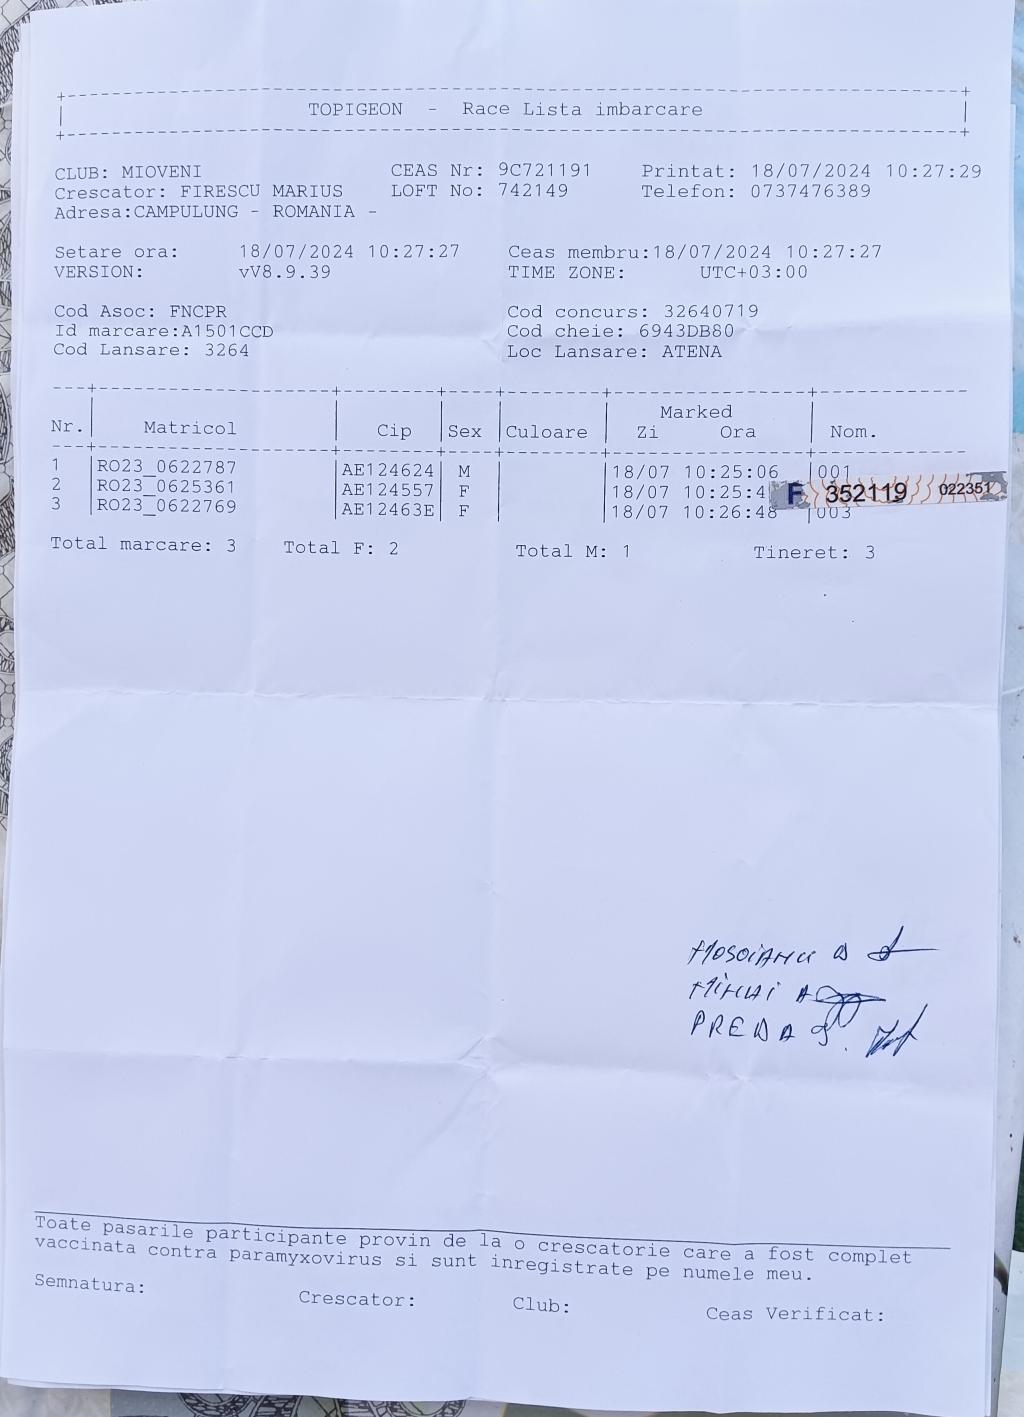 TOPIGEON - Race Lista imbarcare
CLUB: MIOVENI CEAS Nr: 9C721191 Printat: 18/07/2024 10:27:29
Crescator: FIRESCU MARIUS LOFT No: 742149 Telefon: 0737476389
Adresa:CAMPULUNG - ROMANIA -
Setare ora: 18/07/2024 10:27:27 Ceas membru:18/07/2024 10:27:27
VERSION: vV8.9.39 TIME ZONE: UTC+03:00
Cod Asoc: FNCPR Cod concurs: 32640719
Id marcare:A1501CCD Cod cheie: 6943DB80
Cod Lansare: 3264 Loc Lansare: ATENA
Marked
Nr. Matricol Cip Sex Culoare Zi Ora Nom.
1 RO23_0622787 AE124624 M 18/07 10:25:06 001
2 RO23_0625361 AE124557 F 18/07 10:25:4 F 352119 022351
3 RO23_0622769 AE12463E F 18/07 10:26:48 003
Total marcare: 3 Total F: 2 Total M: 1 Tineret: 3
MIHAI A
PREDA
Toate pasarile participante provin de la o crescatorie care a fost complet
vaccinata contra paramyxovirus si sunt inregistrate pe numele meu.
Semnatura: Crescator: Club: Ceas Verificat: